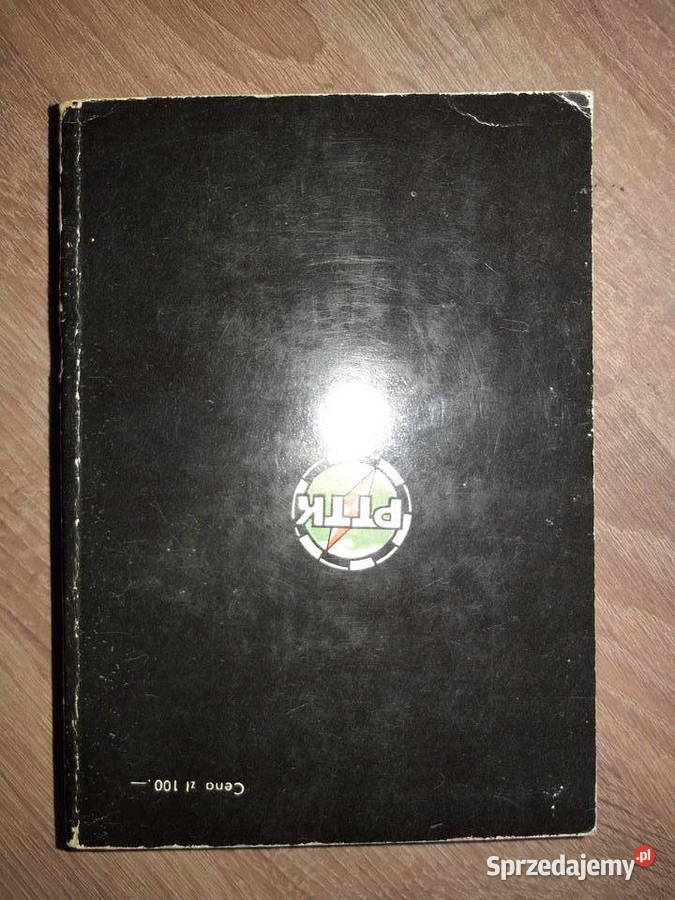 PTTK
Cena zł 100.—
Sprzedajemy.pl